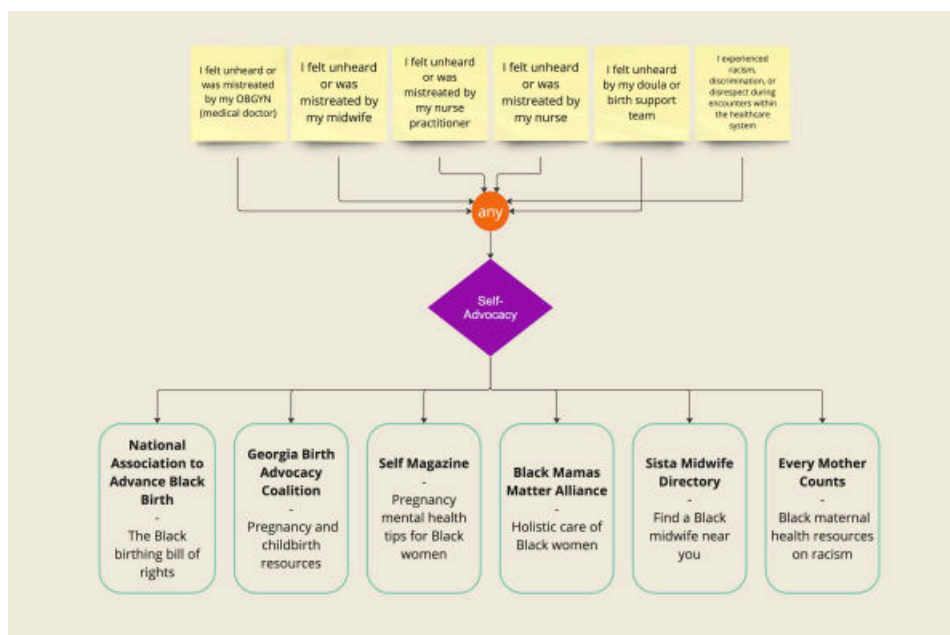 I felt unheard or
was mistreated
by my OBGYN
(medical doctor)
I felt unheard
or was
mistreated by
my midwife
I felt unheard
or was
mistreated by
my nurse
practitioner
I felt unheard
or was
mistreated by
my nurse
I felt unheard
by my doula or
birth support
team
I experienced
racism,
discrimination, or
disrespect during
encounters within
the healthcare
system
any
Self-
Advocacy
National
Association to
Advance Black
Birth
-
The Black
birthing bill of
rights
Georgia Birth
Advocacy
Coalition
-
Pregnancy and
childbirth
resources
Self Magazine
-
Pregnancy
mental health
tips for Black
women
Black Mamas
Matter Alliance
-
Holistic care of
Black women
Sista Midwife
Directory
-
Find a Black
midwife near
you
Every Mother
Counts
-
Black maternal
health resources
on racism